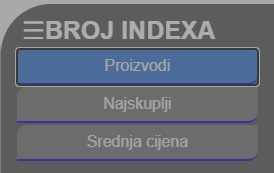 ☰BROJ INDEXA
Proizvodi
Najskuplji
Srednja cijena